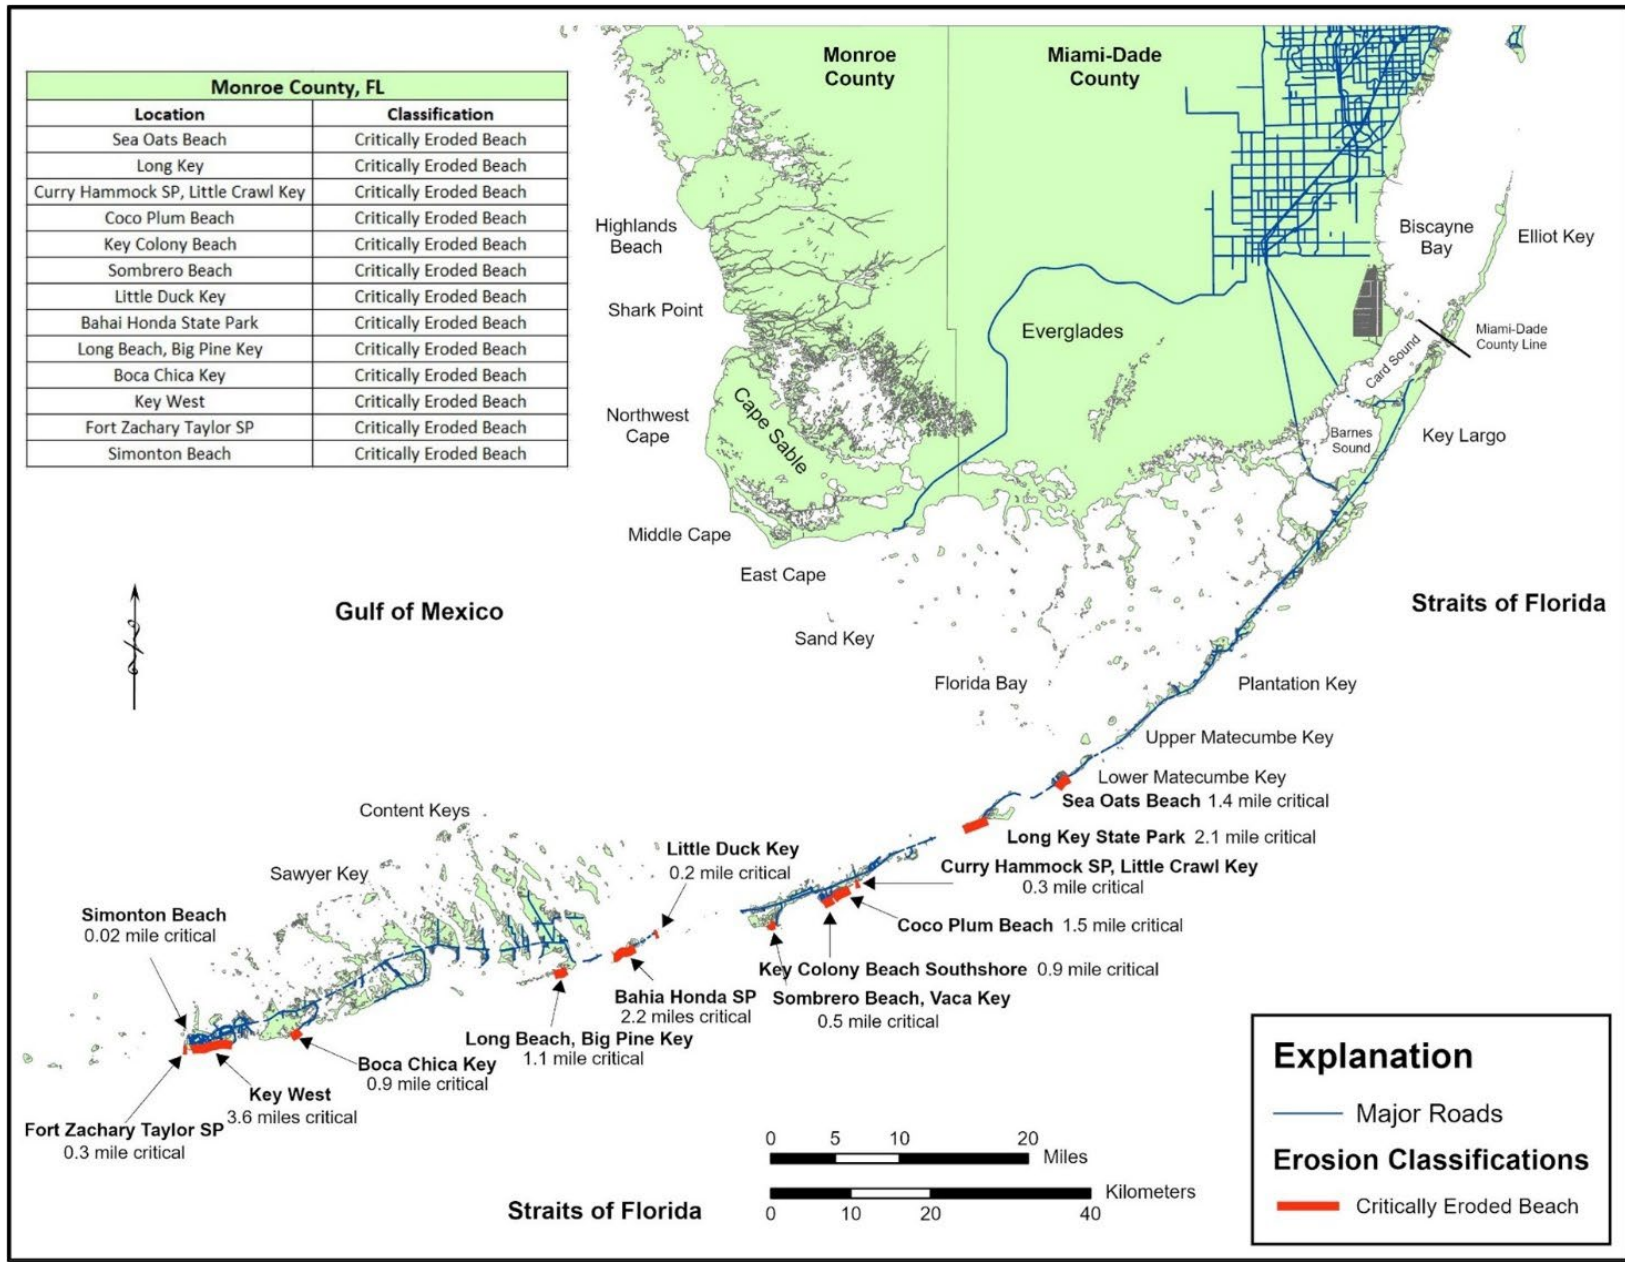 Monroe County, FL
Location Classification
Sea Oats Beach Critically Eroded Beach
Long Key Critically Eroded Beach
Curry Hammock SP, Little Crawl Key Critically Eroded Beach
Coco Plum Beach Critically Eroded Beach
Key Colony Beach Critically Eroded Beach
Sombrero Beach Critically Eroded Beach
Little Duck Key Critically Eroded Beach
Bahai Honda State Park Critically Eroded Beach
Long Beach, Big Pine Key Critically Eroded Beach
Boca Chica Key Critically Eroded Beach
Key West Critically Eroded Beach
Fort Zachary Taylor SP Critically Eroded Beach
Simonton Beach Critically Eroded Beach
Monroe
County
Miami-Dade
County
Highlands
Beach
Shark Point
Northwest
Cape
Cape Sable
Middle Cape
East Cape
Everglades
Biscayne
Bay
Elliot Key
Miami-Dade
County Line
Card Sound
Barnes
Sound
Key Largo
Gulf of Mexico
Straits of Florida
Sand Key
Florida Bay
Plantation Key
Upper Matecumbe Key
Lower Matecumbe Key
Sea Oats Beach 1.4 mile critical
Long Key State Park 2.1 mile critical
Curry Hammock SP, Little Crawl Key
0.3 mile critical
Coco Plum Beach 1.5 mile critical
Key Colony Beach Southshore 0.9 mile critical
Sombrero Beach, Vaca Key
0.5 mile critical
Little Duck Key
0.2 mile critical
Bahia Honda SP
2.2 miles critical
Long Beach, Big Pine Key
1.1 mile critical
Content Keys
Sawyer Key
Simonton Beach
0.02 mile critical
Boca Chica Key
0.9 mile critical
Key West
3.6 miles critical
Fort Zachary Taylor SP
0.3 mile critical
Straits of Florida
0 5 10 20
Miles
Kilometers
0 10 20 40
Explanation
Major Roads
Erosion Classifications
Critically Eroded Beach